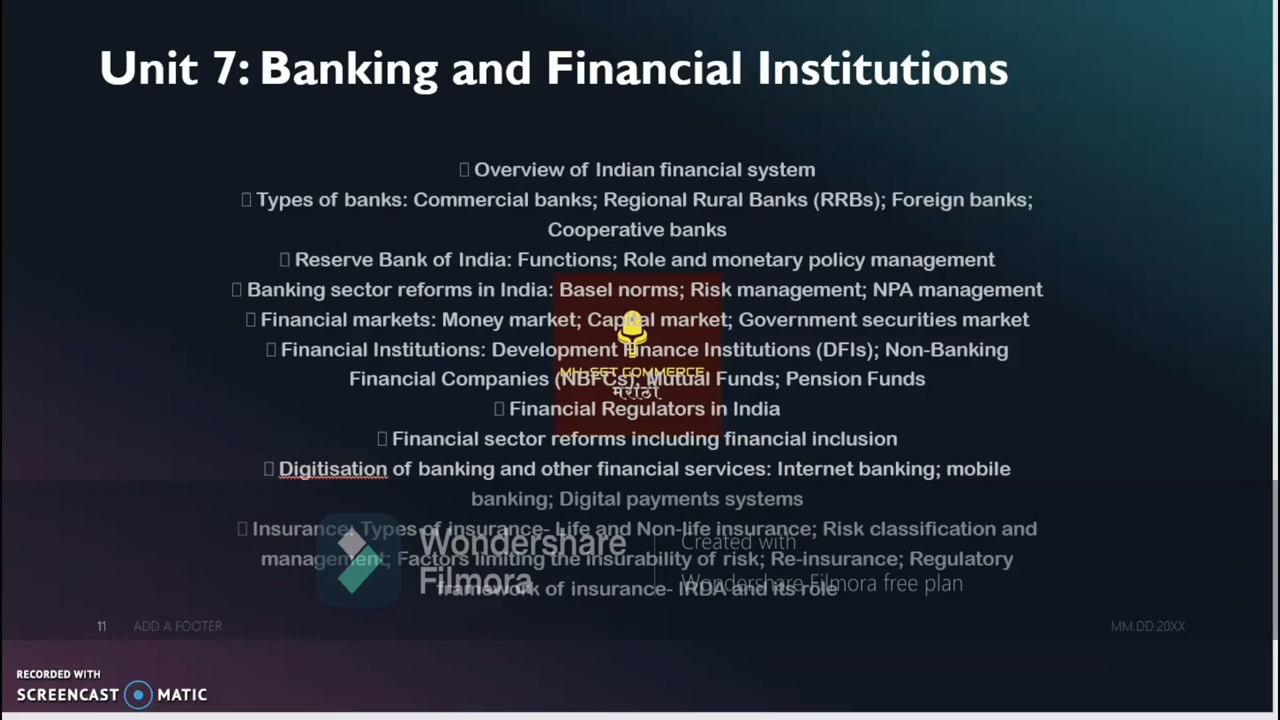 Unit 7: Banking and Financial Institutions
Overview of Indian financial system
Types of banks: Commercial banks; Regional Rural Banks (RRBs); Foreign banks;
Cooperative banks
Reserve Bank of India: Functions; Role and monetary policy management
Banking sector reforms in India: Basel norms; Risk management; NPA management
Financial markets: Money market; Capital market; Government securities market
Financial Institutions: Development Finance Institutions (DFIs); Non-Banking
Financial Companies (NBFCs); Mutual Funds; Pension Funds
MH-SET COMMERCE
मराठी
Financial Regulators in India
Financial sector reforms including financial inclusion
Digitisation of banking and other financial services: Internet banking; mobile
banking; Digital payments systems
Insurance: Types of insurance- Life and Non-life insurance; Risk classification and
management; Factors limiting the insurability of risk; Re-insurance; Regulatory
framework of insurance- IRDA and its role
Wondershare
Filmora
Created with
Wondershare Filmora free plan
11 ADD A FOOTER MM.DD.20XX
RECORDED WITH
SCREENCAST MATIC